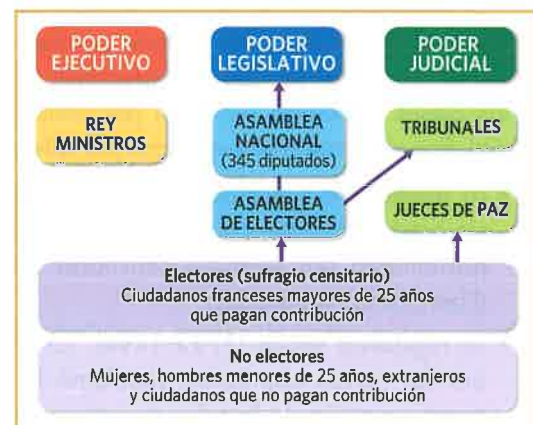 PODER
EJECUTIVO
PODER
LEGISLATIVO
PODER
JUDICIAL
REY
MINISTROS
ASAMBLEA
NACIONAL
(345 diputados)
TRIBUNALES
ASAMBLEA
DE ELECTORES
JUECES DE PAZ
Electores (sufragio censitario)
Ciudadanos franceses mayores de 25 años
que pagan contribución
No electores
Mujeres, hombres menores de 25 años, extranjeros
y ciudadanos que no pagan contribución